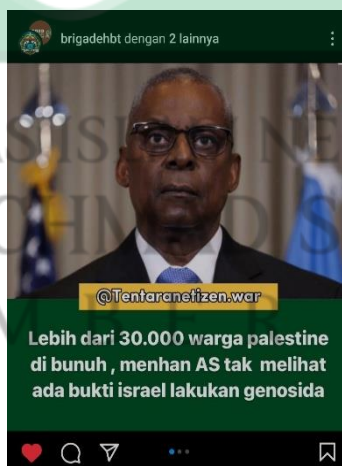 brigadehbt dengan 2 lainnya
@Tentaranetizen.war
Lebih dari 30.000 warga palestine
di bunuh , menhan AS tak melihat
ada bukti israel lakukan genosida